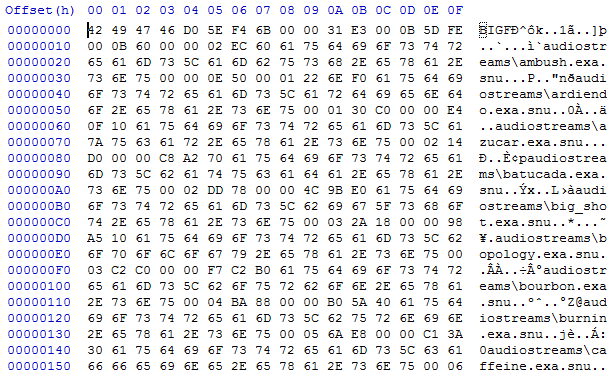 Offset(h) 00 01 02 03 04 05 06 07 08 09 0A 0B 0C 0D 0E 0F
00000000 42 49 47 46 D0 5E F4 6B 00 00 31 E3 00 0B 5D FE BIGFÐ^ôk..1ã..]þ
00000010 00 0B 60 00 00 02 EC 60 61 75 64 69 6F 73 74 72 ..`...ì`audiostr
00000020 65 61 6D 73 5C 61 6D 62 75 73 68 2E 65 78 61 2E eams\ambush.exa.
00000030 73 6E 75 00 00 0E 50 00 01 22 6E F0 61 75 64 69 snu...P.."nðaudi
00000040 6F 73 74 72 65 61 6D 73 5C 61 72 64 69 65 6E 64 ostreams\ardiend
00000050 6F 2E 65 78 61 2E 73 6E 75 00 01 30 C0 00 00 E4 o.exa.snu..0À..ä
00000060 0F 10 61 75 64 69 6F 73 74 72 65 61 6D 73 5C 61 ..audiostreams\a
00000070 7A 75 63 61 72 2E 65 78 61 2E 73 6E 75 00 02 14 zucar.exa.snu...
00000080 D0 00 00 C8 A2 70 61 75 64 69 6F 73 74 72 65 61 Ð..È¢paudiostrea
00000090 6D 73 5C 62 61 74 75 63 61 64 61 2E 65 78 61 2E ms\batucada.exa.
000000A0 73 6E 75 00 02 DD 78 00 00 4C 9B E0 61 75 64 69 snu..Ýx..L›àaudi
000000B0 6F 73 74 72 65 61 6D 73 5C 62 69 67 5F 73 68 6F ostreams\big_sho
000000C0 74 2E 65 78 61 2E 73 6E 75 00 03 2A 18 00 00 98 t.exa.snu..*...˜
000000D0 A5 10 61 75 64 69 6F 73 74 72 65 61 6D 73 5C 62 ¥.audiostreams\b
000000E0 6F 70 6F 6C 6F 67 79 2E 65 78 61 2E 73 6E 75 00 opology.exa.snu.
000000F0 03 C2 C0 00 00 F7 C2 B0 61 75 64 69 6F 73 74 72 .ÂÀ..÷Â°audiostr
00000100 65 61 6D 73 5C 62 6F 75 72 62 6F 6E 2E 65 78 61 eams\bourbon.exa
00000110 2E 73 6E 75 00 04 BA 88 00 00 B0 5A 40 61 75 64 .snu..ºˆ..°Z@aud
00000120 69 6F 73 74 72 65 61 6D 73 5C 62 75 72 6E 69 6E iostreams\burnin
00000130 2E 65 78 61 2E 73 6E 75 00 05 6A E8 00 00 C1 3A .exa.snu..jè..Á:
00000140 30 61 75 64 69 6F 73 74 72 65 61 6D 73 5C 63 61 0audiostreams\ca
00000150 66 66 65 69 6E 65 2E 65 78 61 2E 73 6E 75 00 06 ffeine.exa.snu..